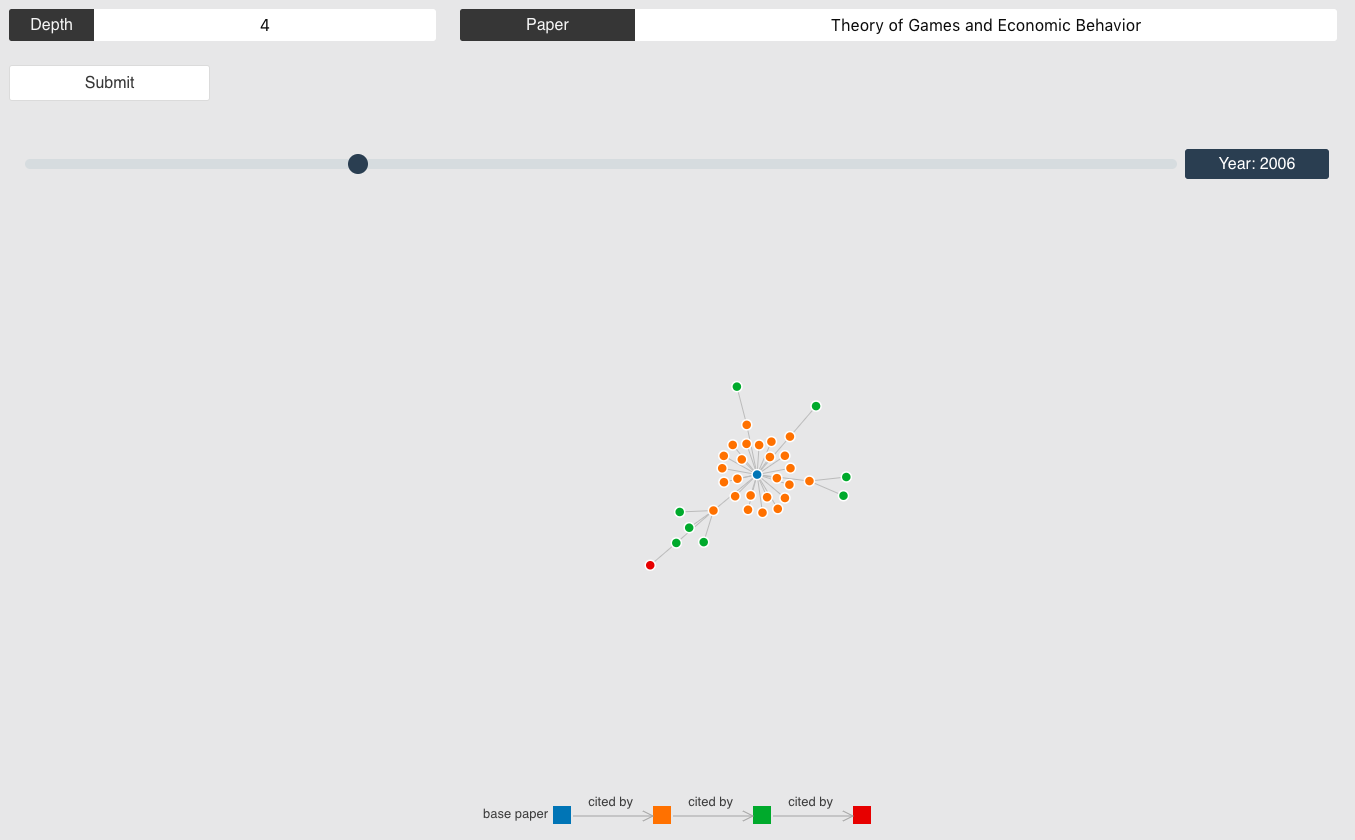 Depth 4 Paper Theory of Games and Economic Behavior
Submit
Year: 2006
cited by cited by cited by
base paper